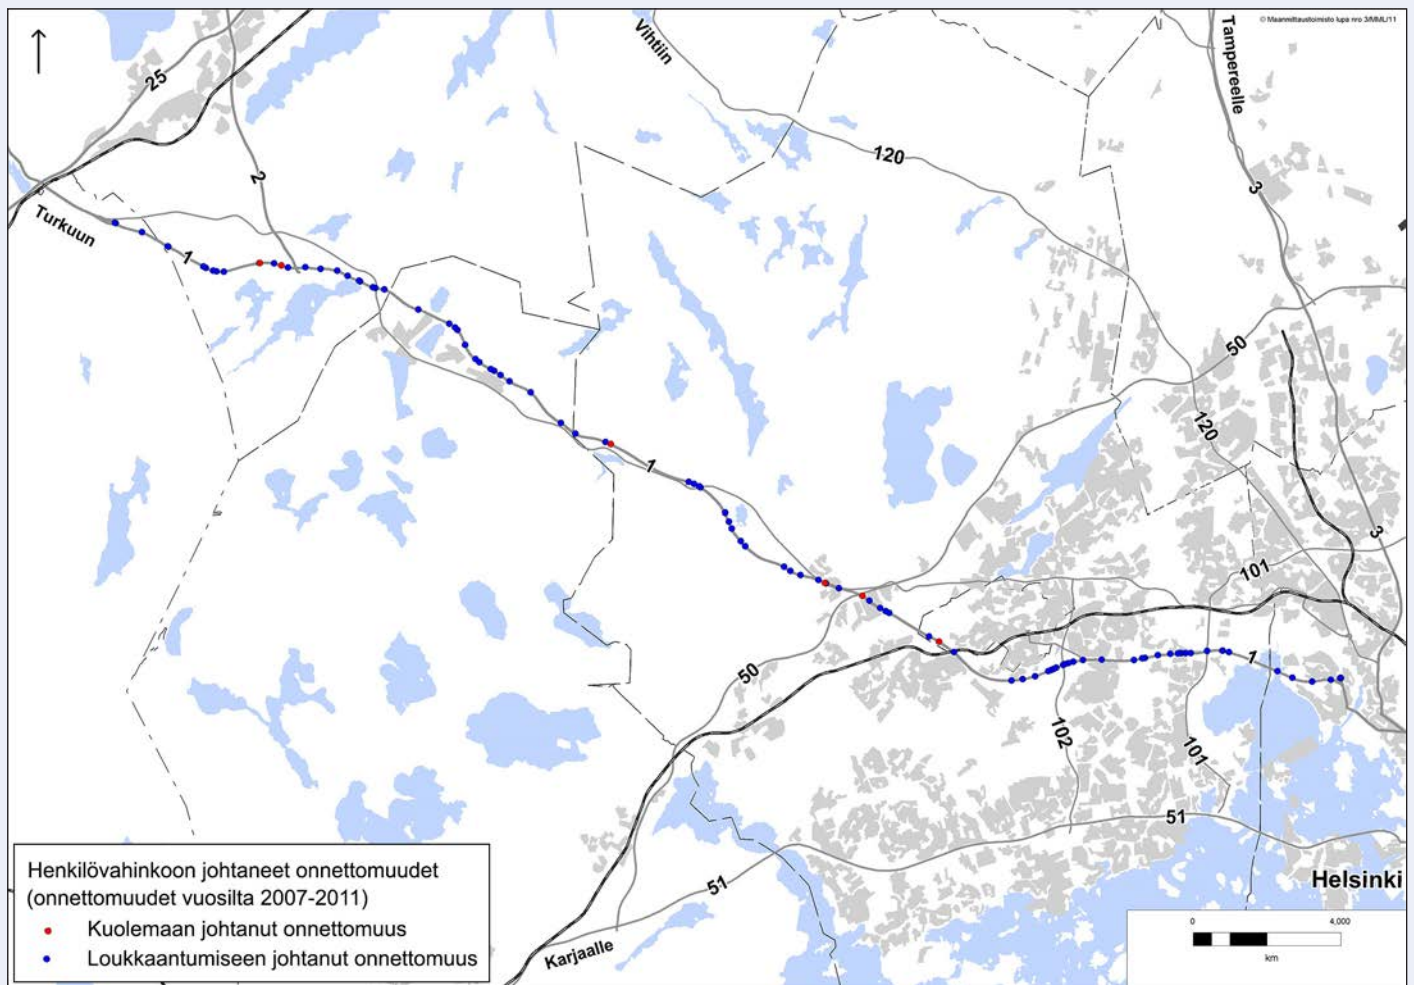 © Maanmittaustoimisto lupa nro 3/MML/11
Vihtiin
Tampereelle
25
2
120
3
Turkuun
1
50
120
1
3
101
1
50
102
101
51
51
Helsinki
Karjaalle
Henkilövahinkoon johtaneet onnettomuudet
(onnettomuudet vuosilta 2007-2011)
Kuolemaan johtanut onnettomuus
Loukkaantumiseen johtanut onnettomuus
0 4,000
km